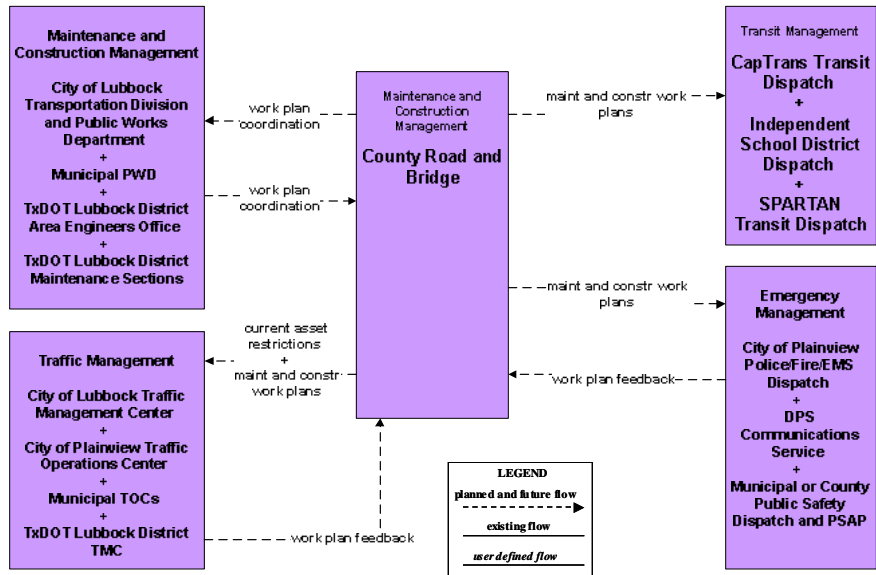 Maintenance and
Construction Management
City of Lubbock
Transportation Division
and Public Works
Department
+
Municipal PWD
+
TxDOT Lubbock District
Area Engineers Office
+
TxDOT Lubbock District
Maintenance Sections
work plan
coordination
work plan
coordination
Maintenance and
Construction
Management
County Road and
Bridge
maint and constr work
plans
Transit Management
CapTrans Transit
Dispatch
+
Independent
School District
Dispatch
+
SPARTAN
Transit Dispatch
maint and constr work
plans
work plan feedback
Emergency
Management
City of Plainview
Police/Fire/EMS
Dispatch
+
DPS
Communications
Service
+
Municipal or County
Public Safety
Dispatch and PSAP
Traffic Management
City of Lubbock Traffic
Management Center
+
City of Plainview Traffic
Operations Center
+
Municipal TOCs
+
TxDOT Lubbock District
TMC
current asset
restrictions
+
maint and constr
work plans
work plan feedback
LEGEND
planned and future flow
existing flow
user defined flow